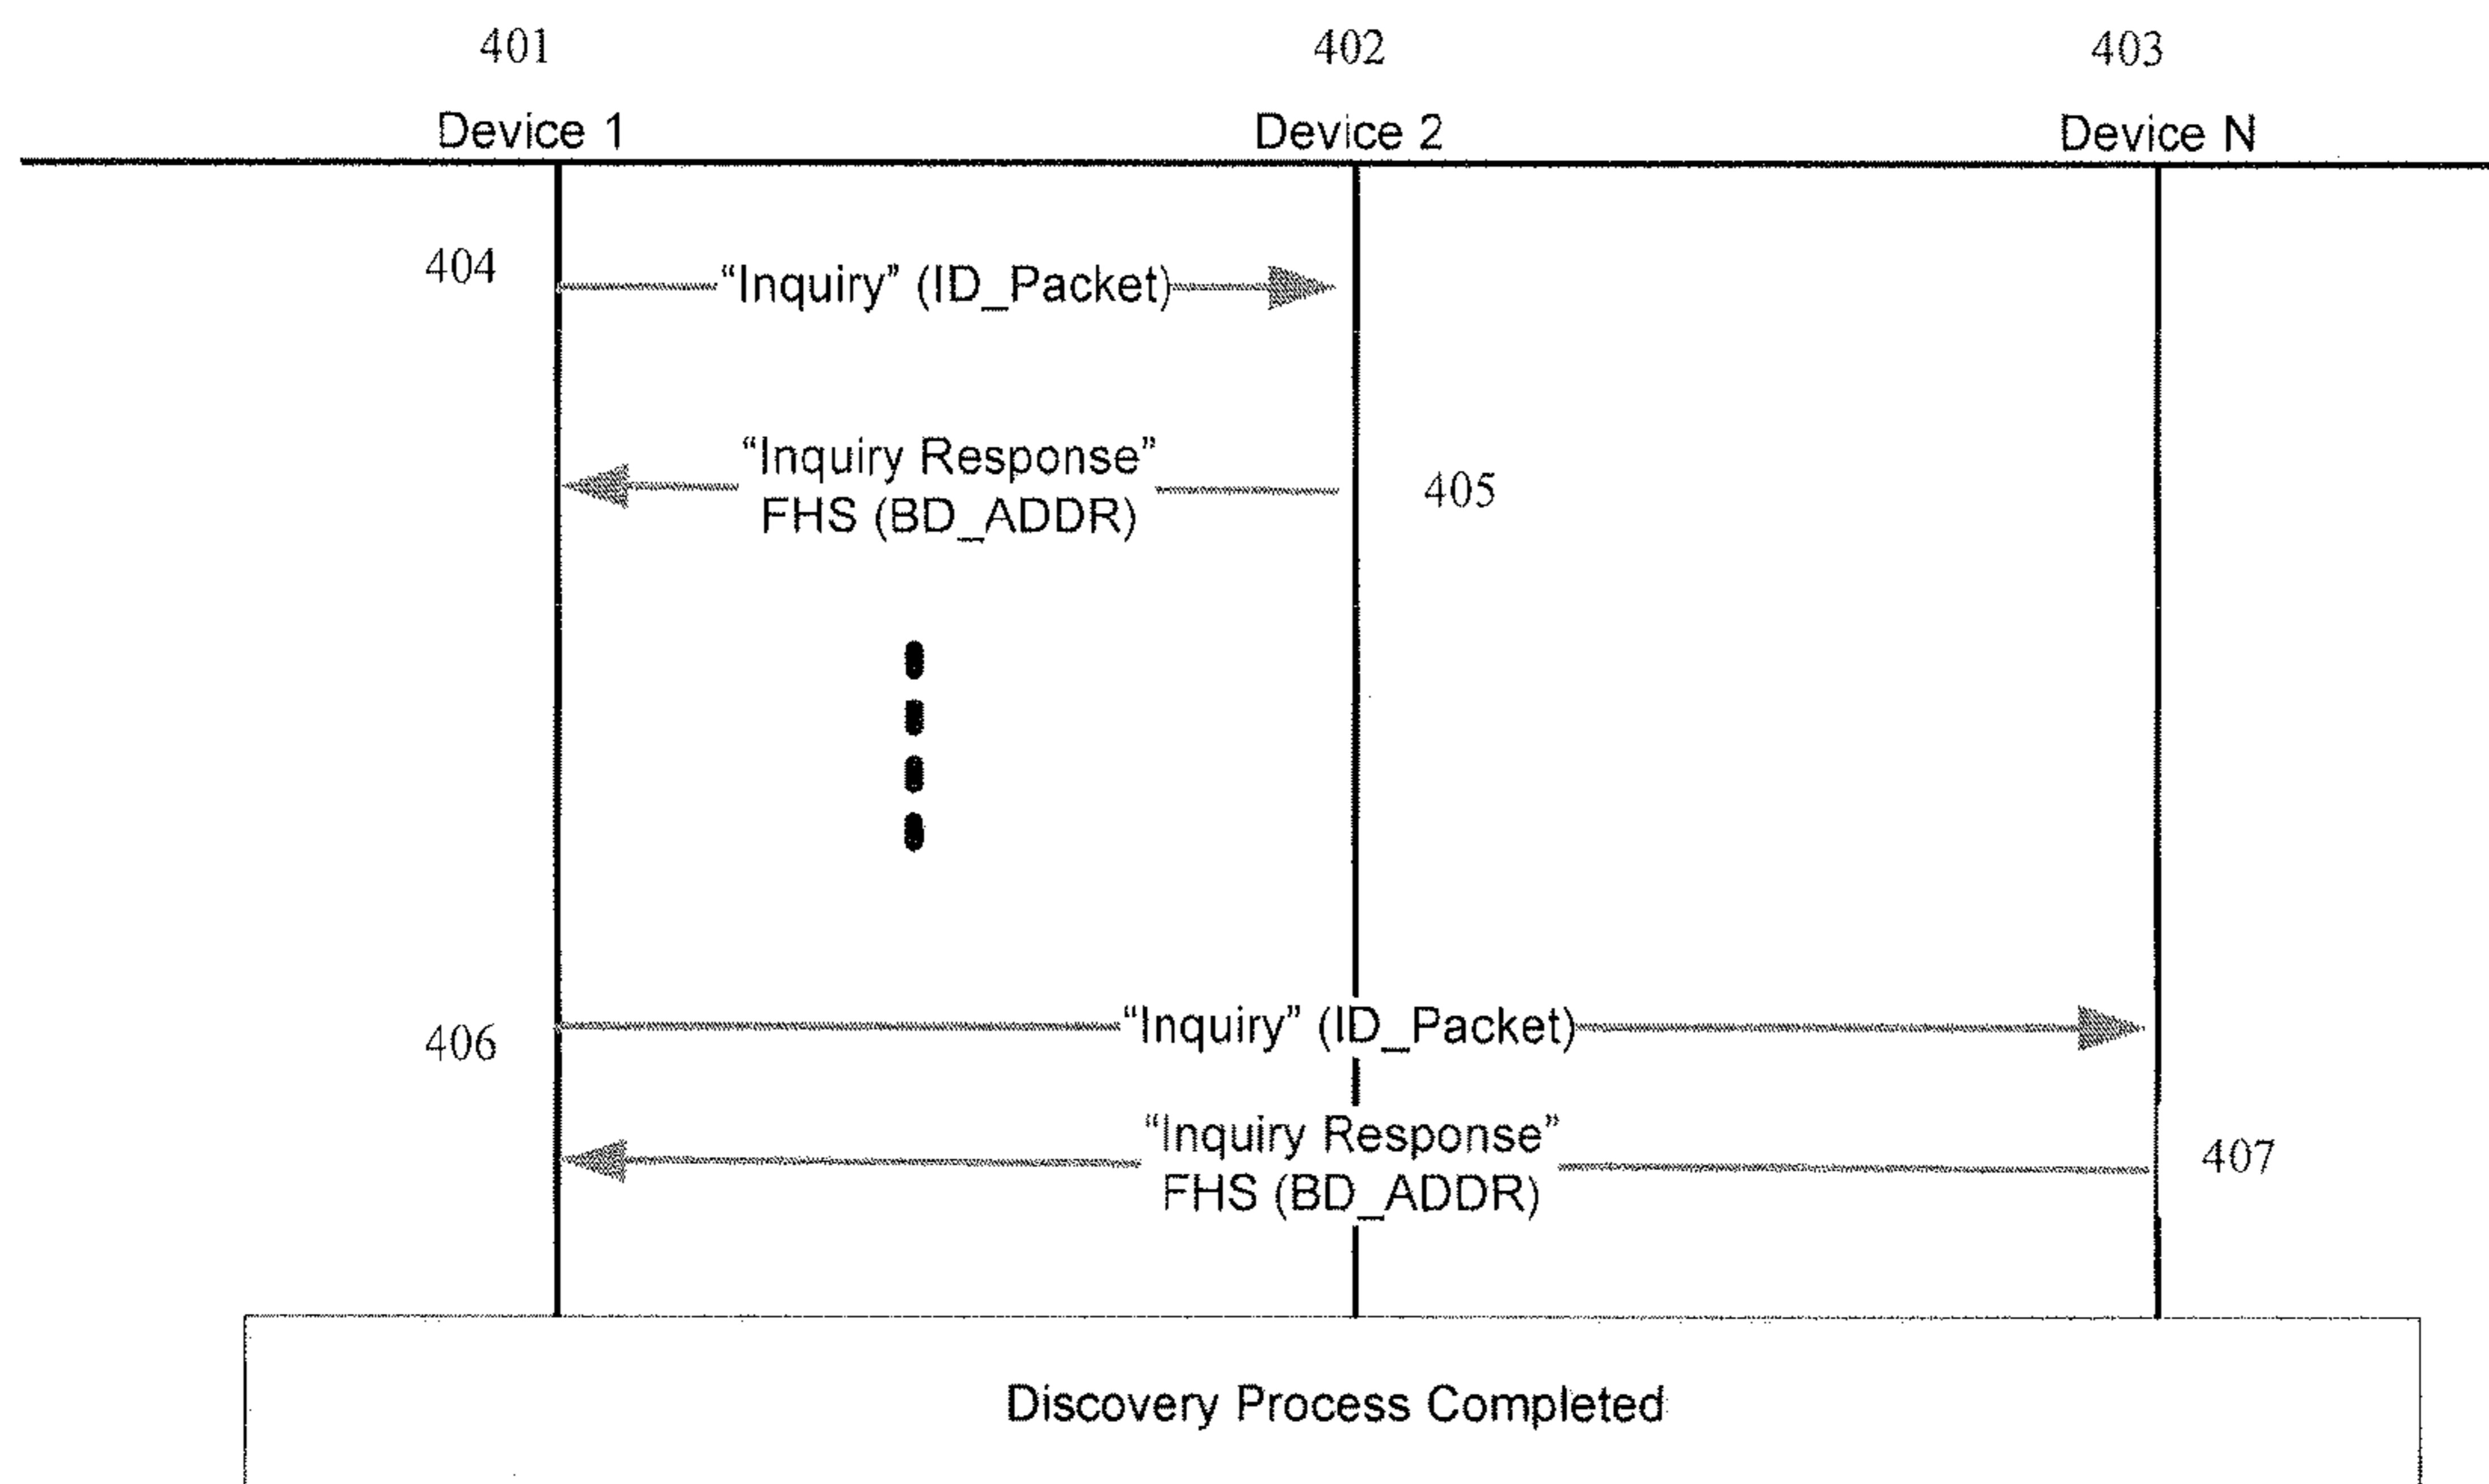 401
402
403
Device 1
Device 2
Device N
404
“Inquiry” (ID_Packet)
“Inquiry Response”
FHS (BD_ADDR)
405
406
“Inquiry” (ID_Packet)
“Inquiry Response”
FHS (BD_ADDR)
407
Discovery Process Completed